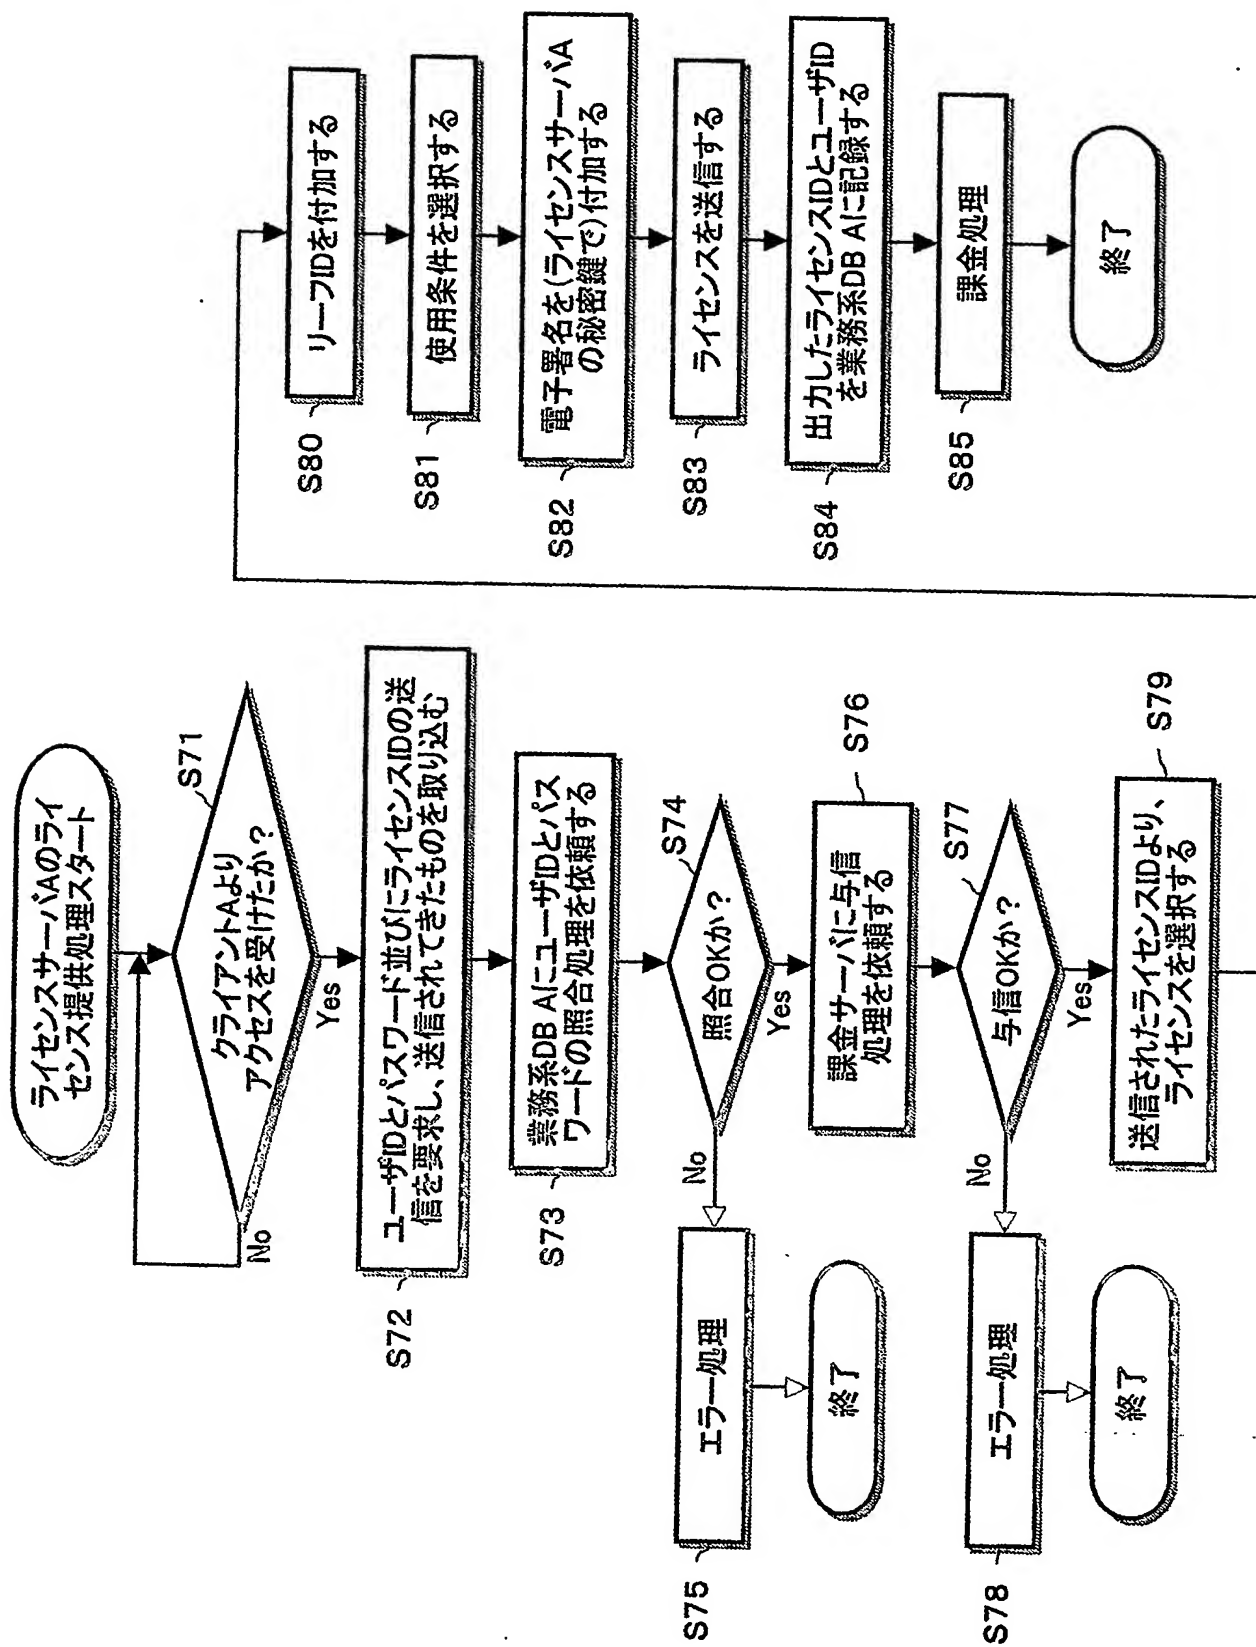 ライセンスサーバAのライ
センス提供処理スタート
S71
クライアントAより
アクセスを受けたか？
No
Yes
S72
ユーザIDとパスワード並びにライセンスIDの送
信を要求し、送信されてきたものを取り込む
S73
業務系DB AにユーザIDとパス
ワードの照合処理を依頼する
S74
照合OKか？
No
Yes
S75
エラー処理
終了
S76
課金サーバに与信
処理を依頼する
S77
与信OKか？
No
Yes
S78
エラー処理
終了
S79
送信されたライセンスIDより、
ライセンスを選択する
S80
リーフIDを付加する
S81
使用条件を選択する
S82
電子署名を(ライセンスサーバA
の秘密鍵で)付加する
S83
ライセンスを送信する
S84
出力したライセンスIDとユーザID
を業務系DB Aに記録する
S85
課金処理
終了